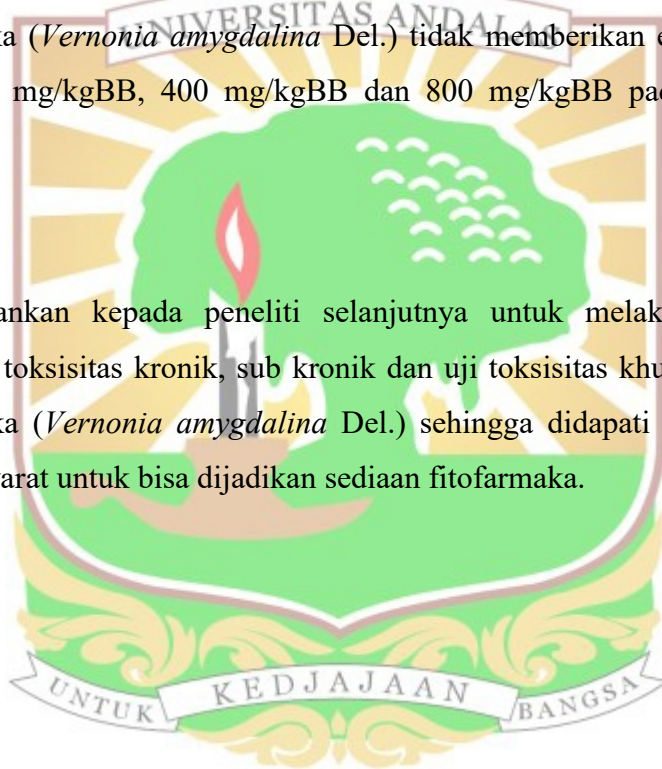 UNIVERSITAS ANDALAS
ka (Vernonia amygdalina Del.) tidak memberikan e
mg/kgBB, 400 mg/kgBB dan 800 mg/kgBB pad
ankan kepada peneliti selanjutnya untuk melak
toksisitas kronik, sub kronik dan uji toksisitas khu
ka (Vernonia amygdalina Del.) sehingga didapati
arat untuk bisa dijadikan sediaan fitofarmaka.
UNTUK KEDJAJAAN BANGSA